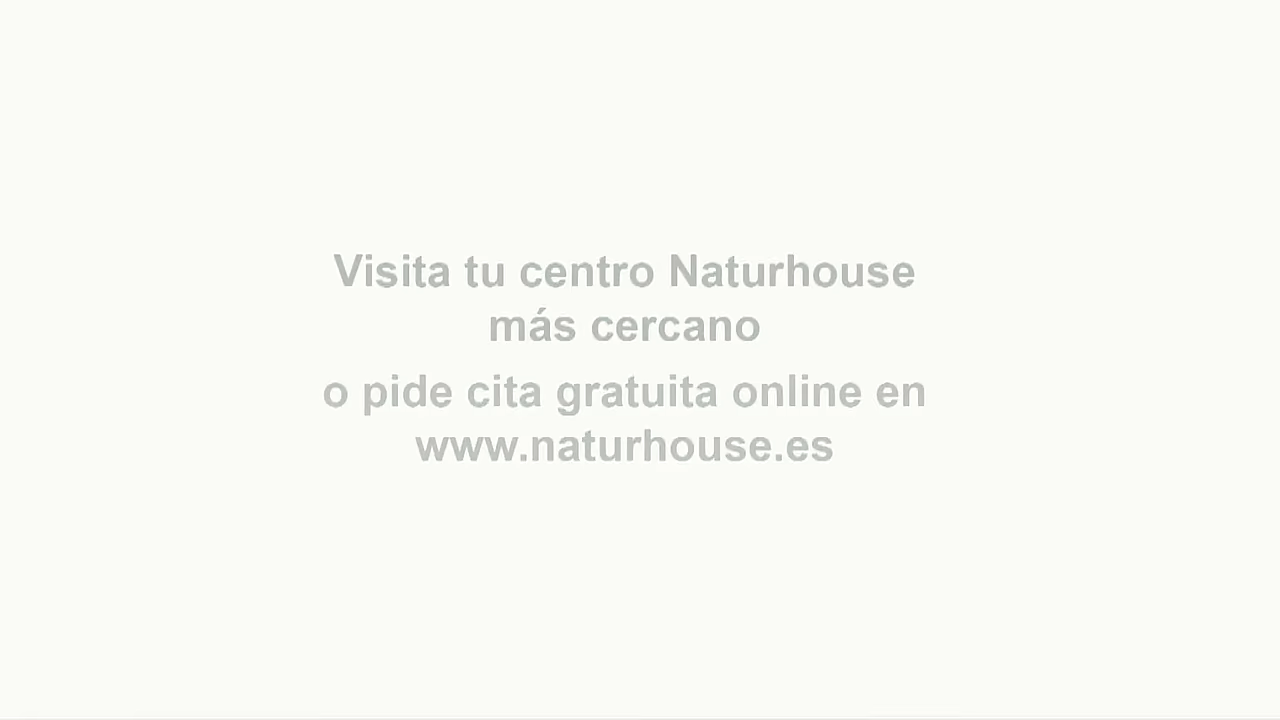 Visita tu centro Naturhouse
más cercano
o pide cita gratuita online en
www.naturhouse.es